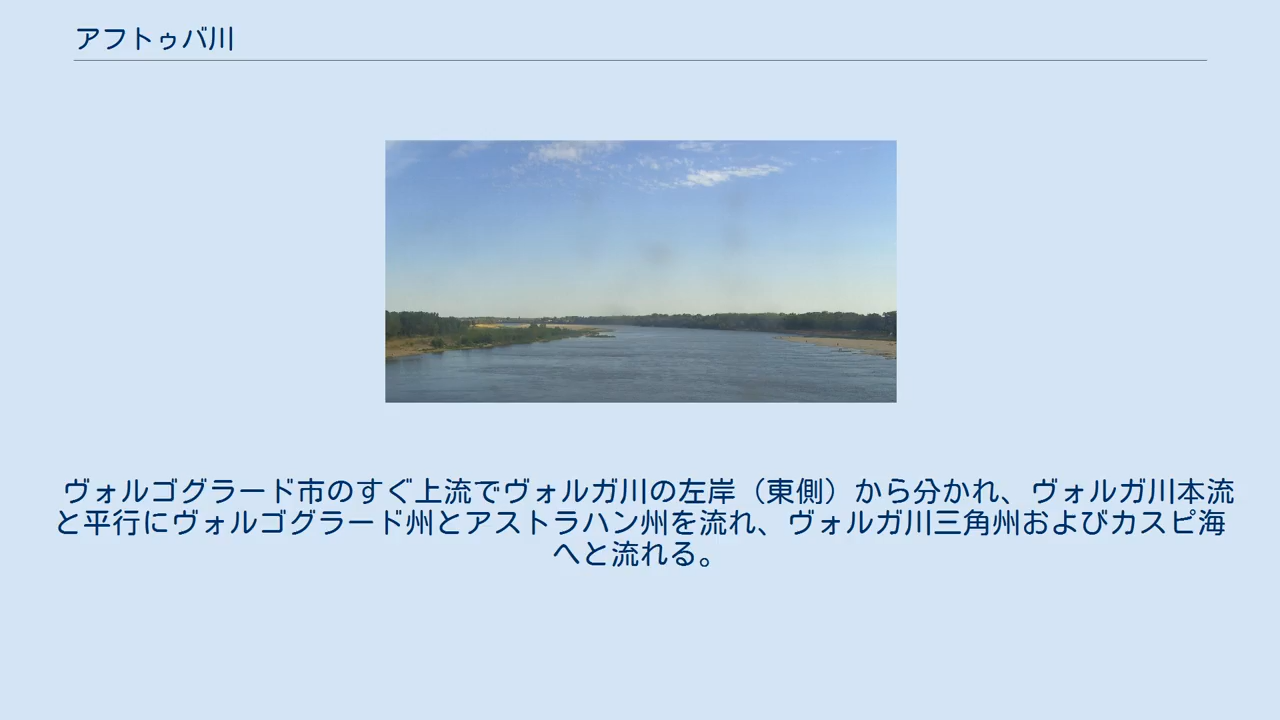 アフトゥバ川
ヴォルゴグラード市のすぐ上流でヴォルガ川の左岸（東側）から分かれ、ヴォルガ川本流
と平行にヴォルゴグラード州とアストラハン州を流れ、ヴォルガ川三角州およびカスピ海
へと流れる。